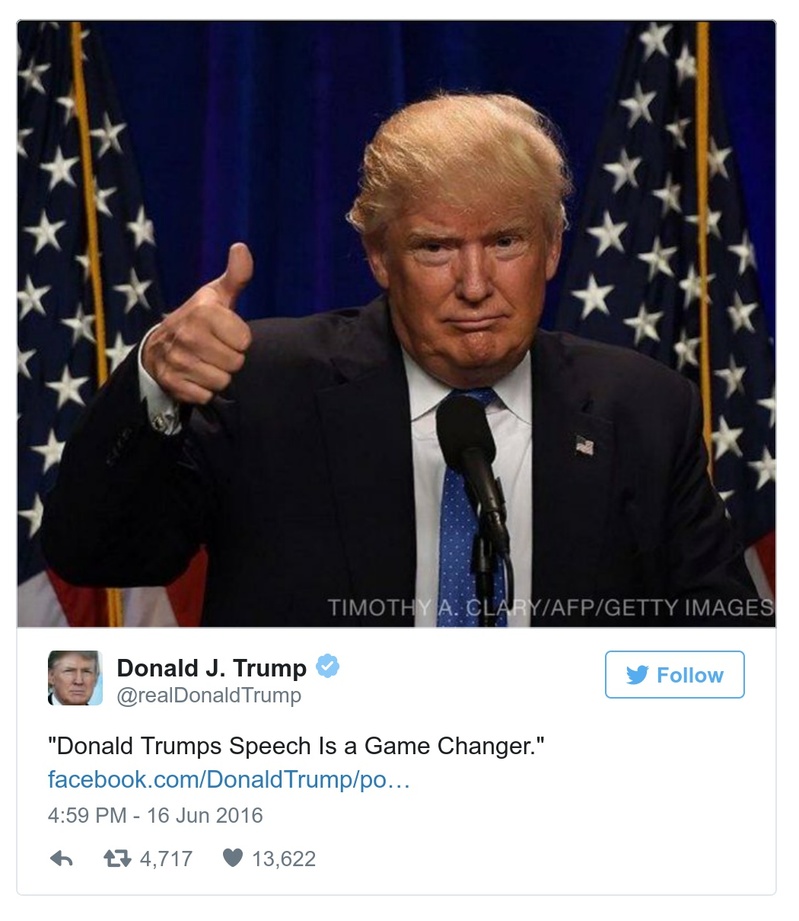 TIMOTHY A. CLARY/AFP/GETTY IMAGES
Donald J. Trump
Follow
@realDonaldTrump
"Donald Trumps Speech Is a Game Changer."
facebook.com/DonaldTrump/po…
4:59 PM - 16 Jun 2016
4,717 13,622